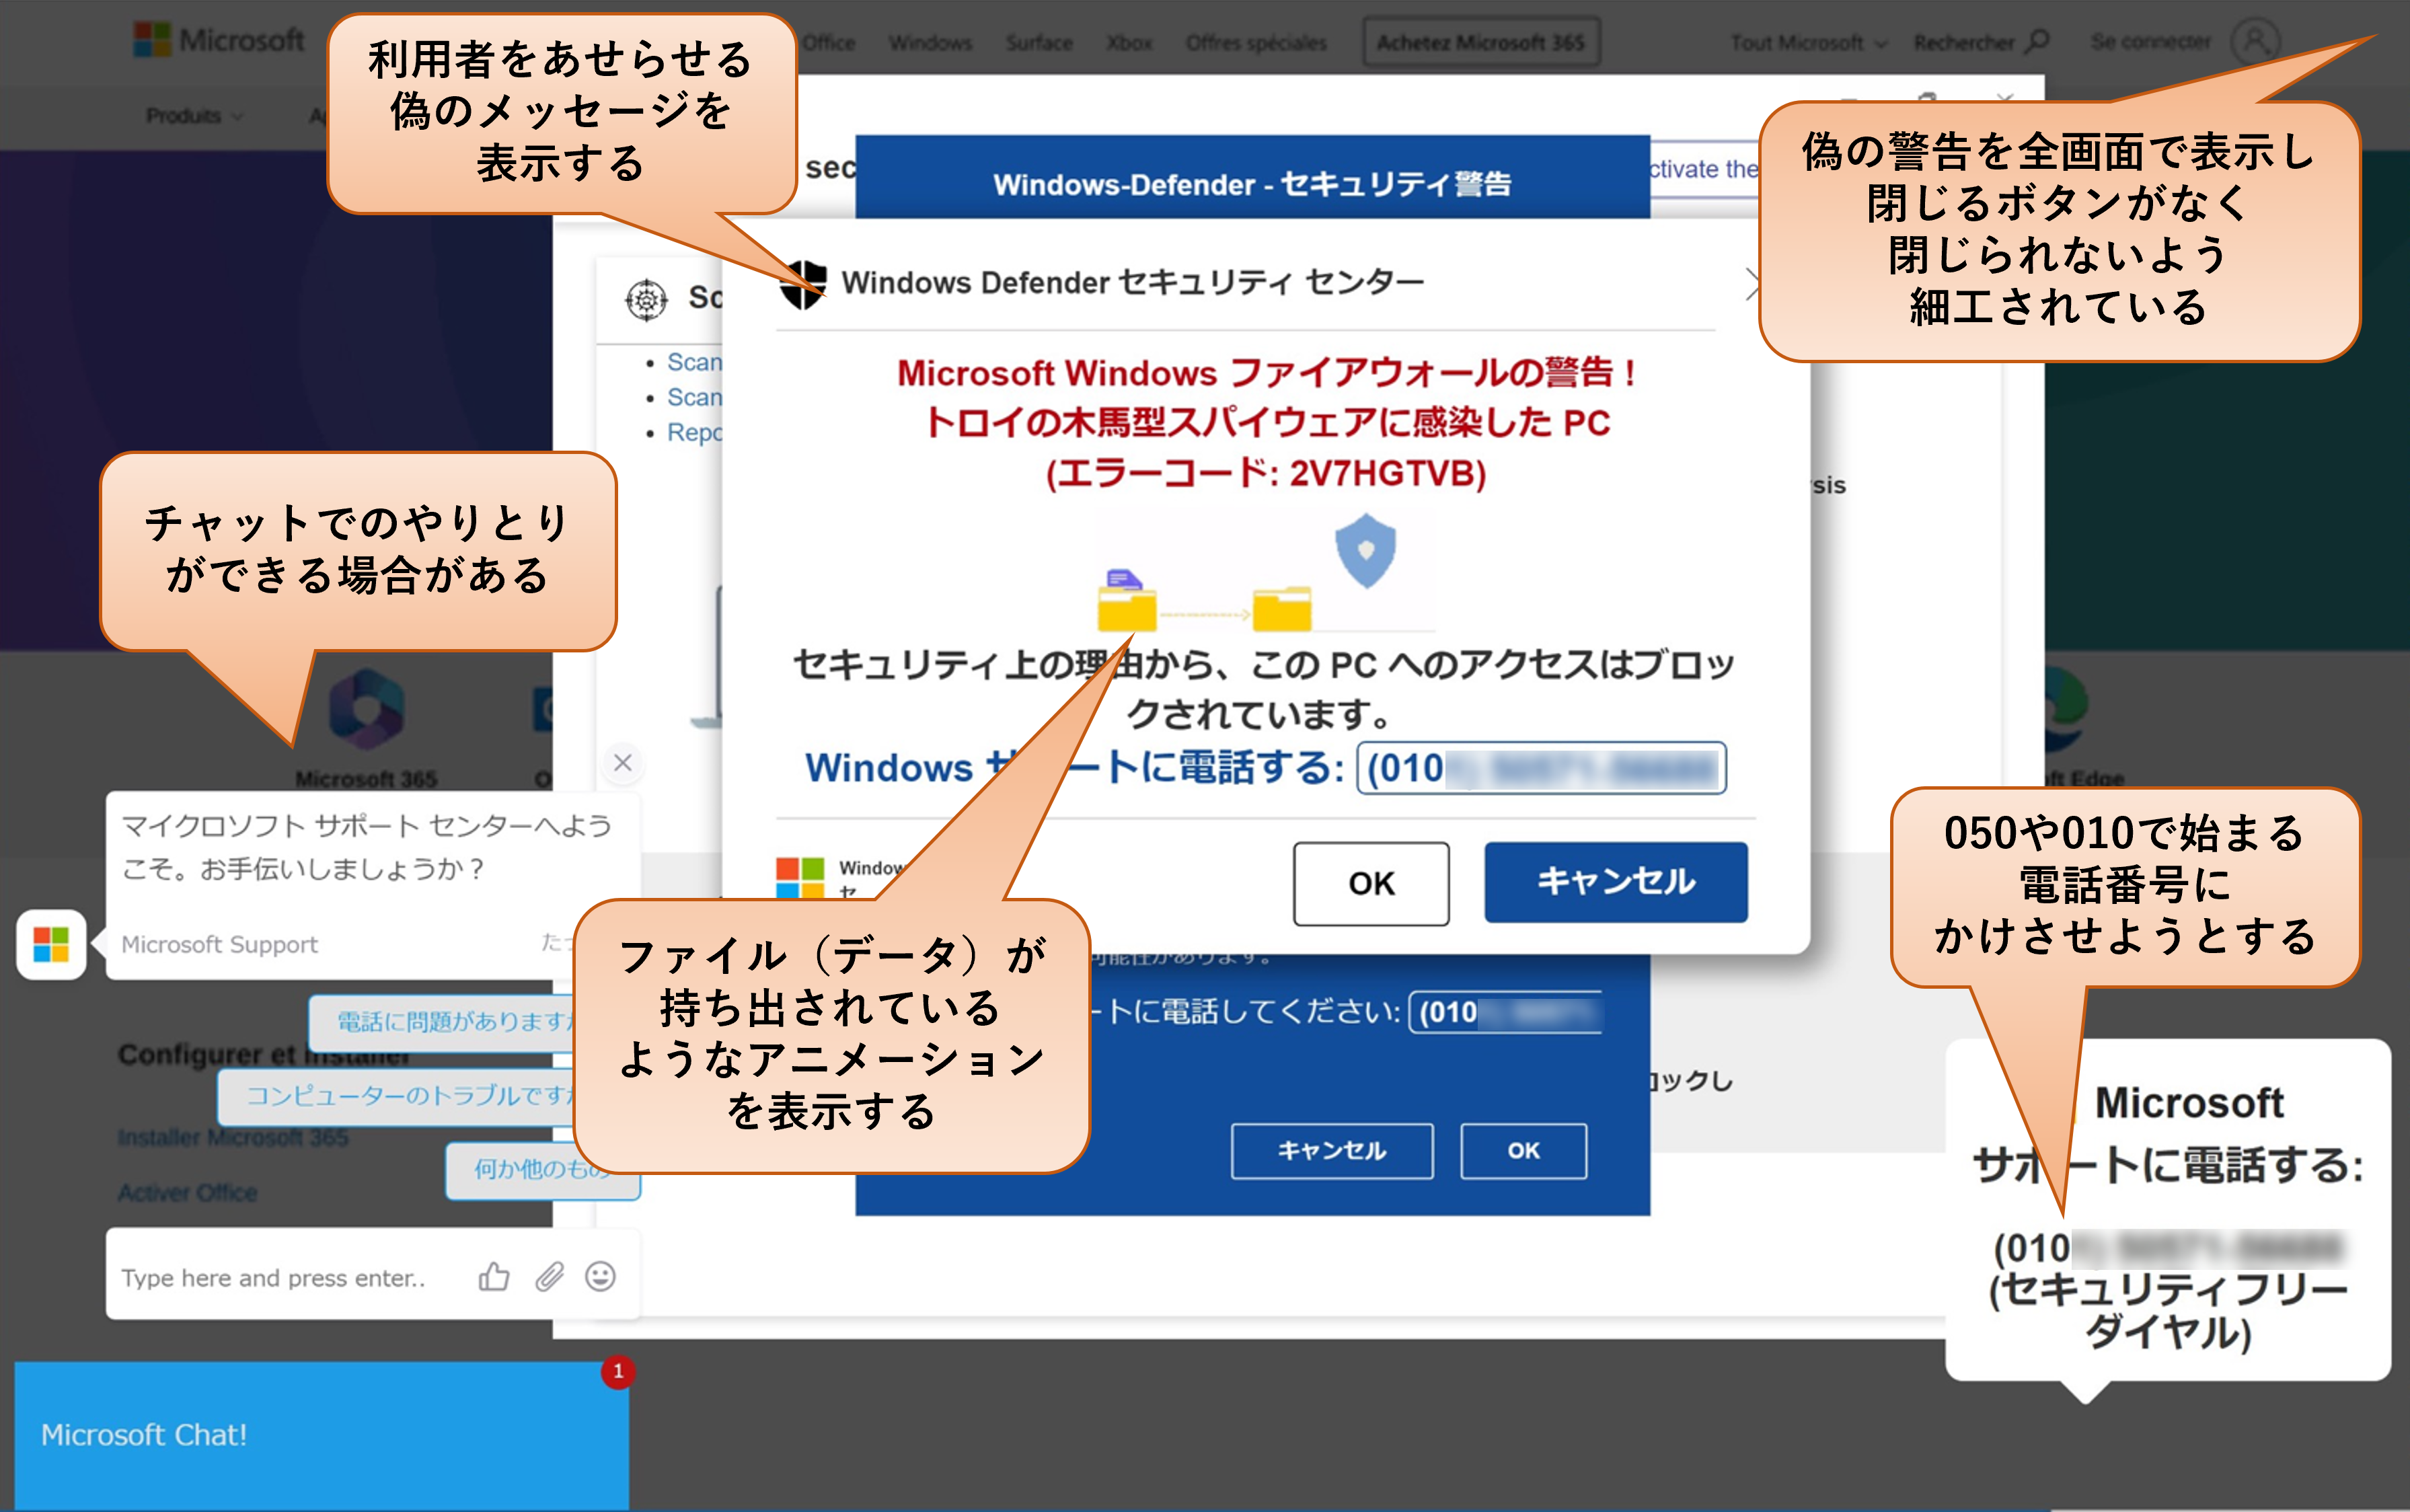 Microsoft
Office
Windows
Surface
Xbox
Offres spéciales
Achetez Microsoft 365
Tout Microsoft
Rechercher
Se connecter
Produits
利用者をあせらせる
偽のメッセージを
表示する
偽の警告を全画面で表示し
閉じるボタンがなく
閉じられないよう
細工されている
sec
Windows-Defender - セキュリティ警告
ctivate the
Sc
Windows Defender セキュリティ センター
Scan
Scan
Repo
Microsoft Windows ファイアウォールの警告！
トロイの木馬型スパイウェアに感染した PC
(エラーコード: 2V7HGTVB)
sis
チャットでのやりとり
ができる場合がある
セキュリティ上の理由から、この PC へのアクセスはブロッ
クされています。
Windows サポートに電話する: (010
Microsoft 365
O
ft Edge
マイクロソフト サポート センターへよう
こそ。お手伝いしましょうか？
Microsoft Support
Window
セ
OK
キャンセル
050や010で始まる
電話番号に
かけさせようとする
ファイル（データ）が
持ち出されている
ようなアニメーション
を表示する
可能性があります。
ートに電話してください: (010
ロックし
キャンセル
OK
電話に問題があります
Configurer et installer
コンピューターのトラブルです
Installer Microsoft 365
何か他のもの
Activer Office
Type here and press enter..
Microsoft
サポートに電話する:
(010
(セキュリティフリー
ダイヤル)
1
Microsoft Chat!